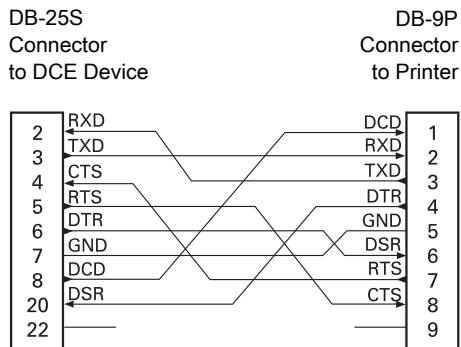 DB-25S
Connector
to DCE Device
DB-9P
Connector
to Printer
2 RXD DCD 1
3 TXD RXD 2
4 CTS TXD 3
5 RTS DTR 4
6 DTR GND 5
7 GND DSR 6
8 DCD RTS 7
20 DSR CTS 8
22 9